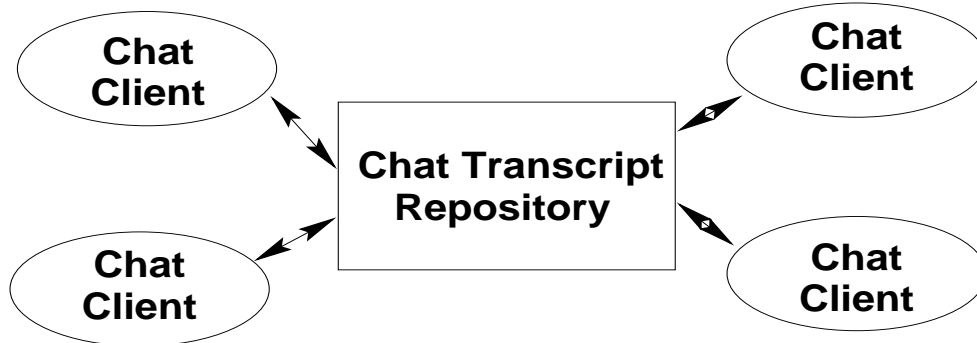 Chat
Client
Chat
Client
Chat Transcript
Repository
Chat
Client
Chat
Client